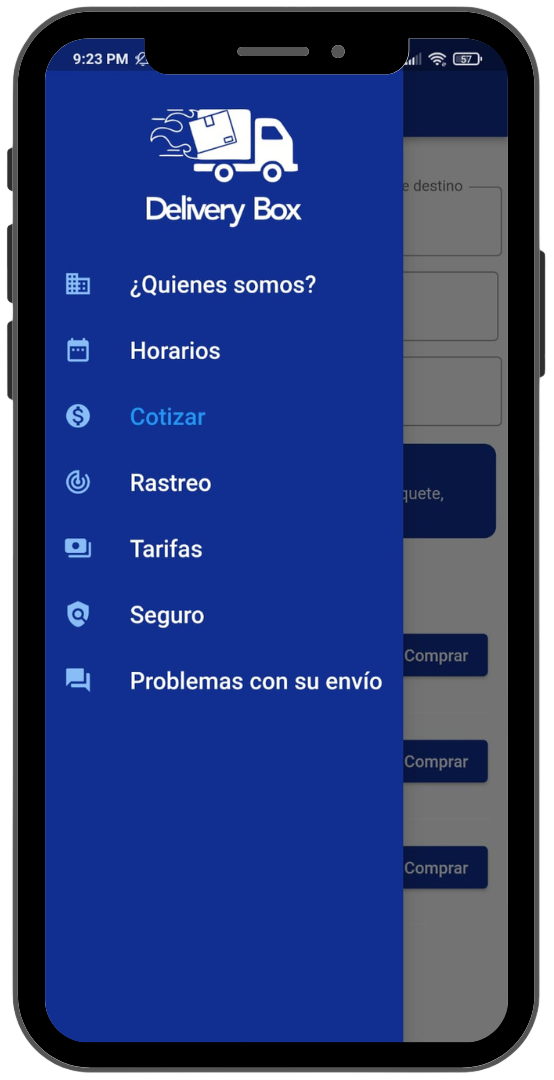 9:23 PM
57
Delivery Box
e destino
¿Quienes somos?
Horarios
Cotizar
Rastreo
quete,
Tarifas
Seguro
Comprar
Problemas con su envío
Comprar
Comprar